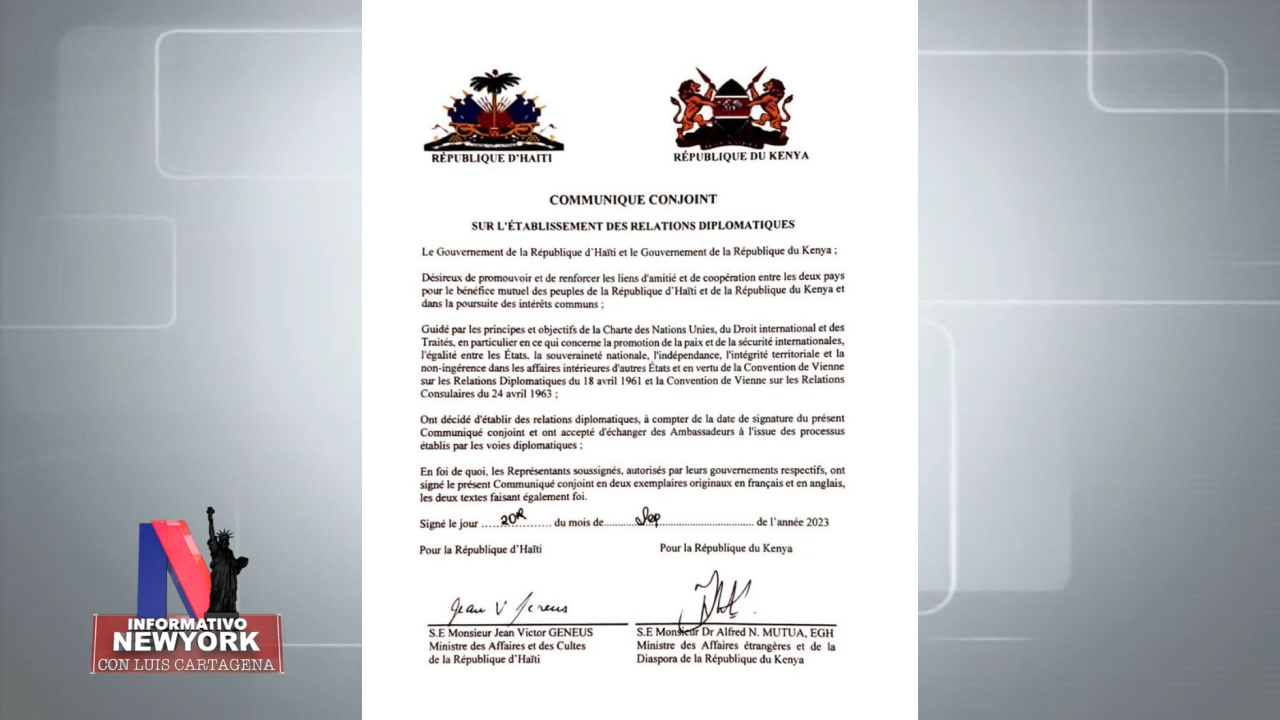 RÉPUBLIQUE D'HAITI
RÉPUBLIQUE DU KENYA
COMMUNIQUE CONJOINT
SUR L'ÉTABLISSEMENT DES RELATIONS DIPLOMATIQUES
Le Gouvernement de la République d'Haïti et le Gouvernement de la République du Kenya ;
Désireux de promouvoir et de renforcer les liens d'amitié et de coopération entre les deux pays
pour le bénéfice mutuel des peuples de la République d'Haïti et de la République du Kenya et
dans la poursuite des intérêts communs ;
Guidé par les principes et objectifs de la Charte des Nations Unies, du Droit international et des
Traités, en particulier en ce qui concerne la promotion de la paix et de la sécurité internationales,
l'égalité entre les États, la souveraineté nationale, l'indépendance, l'intégrité territoriale et la
non-ingérence dans les affaires intérieures d'autres États et en vertu de la Convention de Vienne
sur les Relations Diplomatiques du 18 avril 1961 et la Convention de Vienne sur les Relations
Consulaires du 24 avril 1963 ;
Ont décidé d'établir des relations diplomatiques, à compter de la date de signature du présent
Communiqué conjoint et ont accepté d'échanger des Ambassadeurs à l'issue des processus
établis par les voies diplomatiques ;
En foi de quoi, les Représentants soussignés, autorisés par leurs gouvernements respectifs, ont
signé le présent Communiqué conjoint en deux exemplaires originaux en français et en anglais,
les deux textes faisant également foi.
Signé le jour ..... ............ du mois de...........Sep............................... de l'année 2023
Pour la République d'Haïti
Pour la République du Kenya
Jean V Geneus
S.E Monsieur Jean Victor GENEUS
Ministre des Affaires et des Cultes
de la République d'Haïti
S.E Monsieur Dr Alfred N. MUTUA, EGH
Ministre des Affaires étrangères et de la
Diaspora de la République du Kenya
N
INFORMATIVO
NEWYORK
CON LUIS CARTAGENA